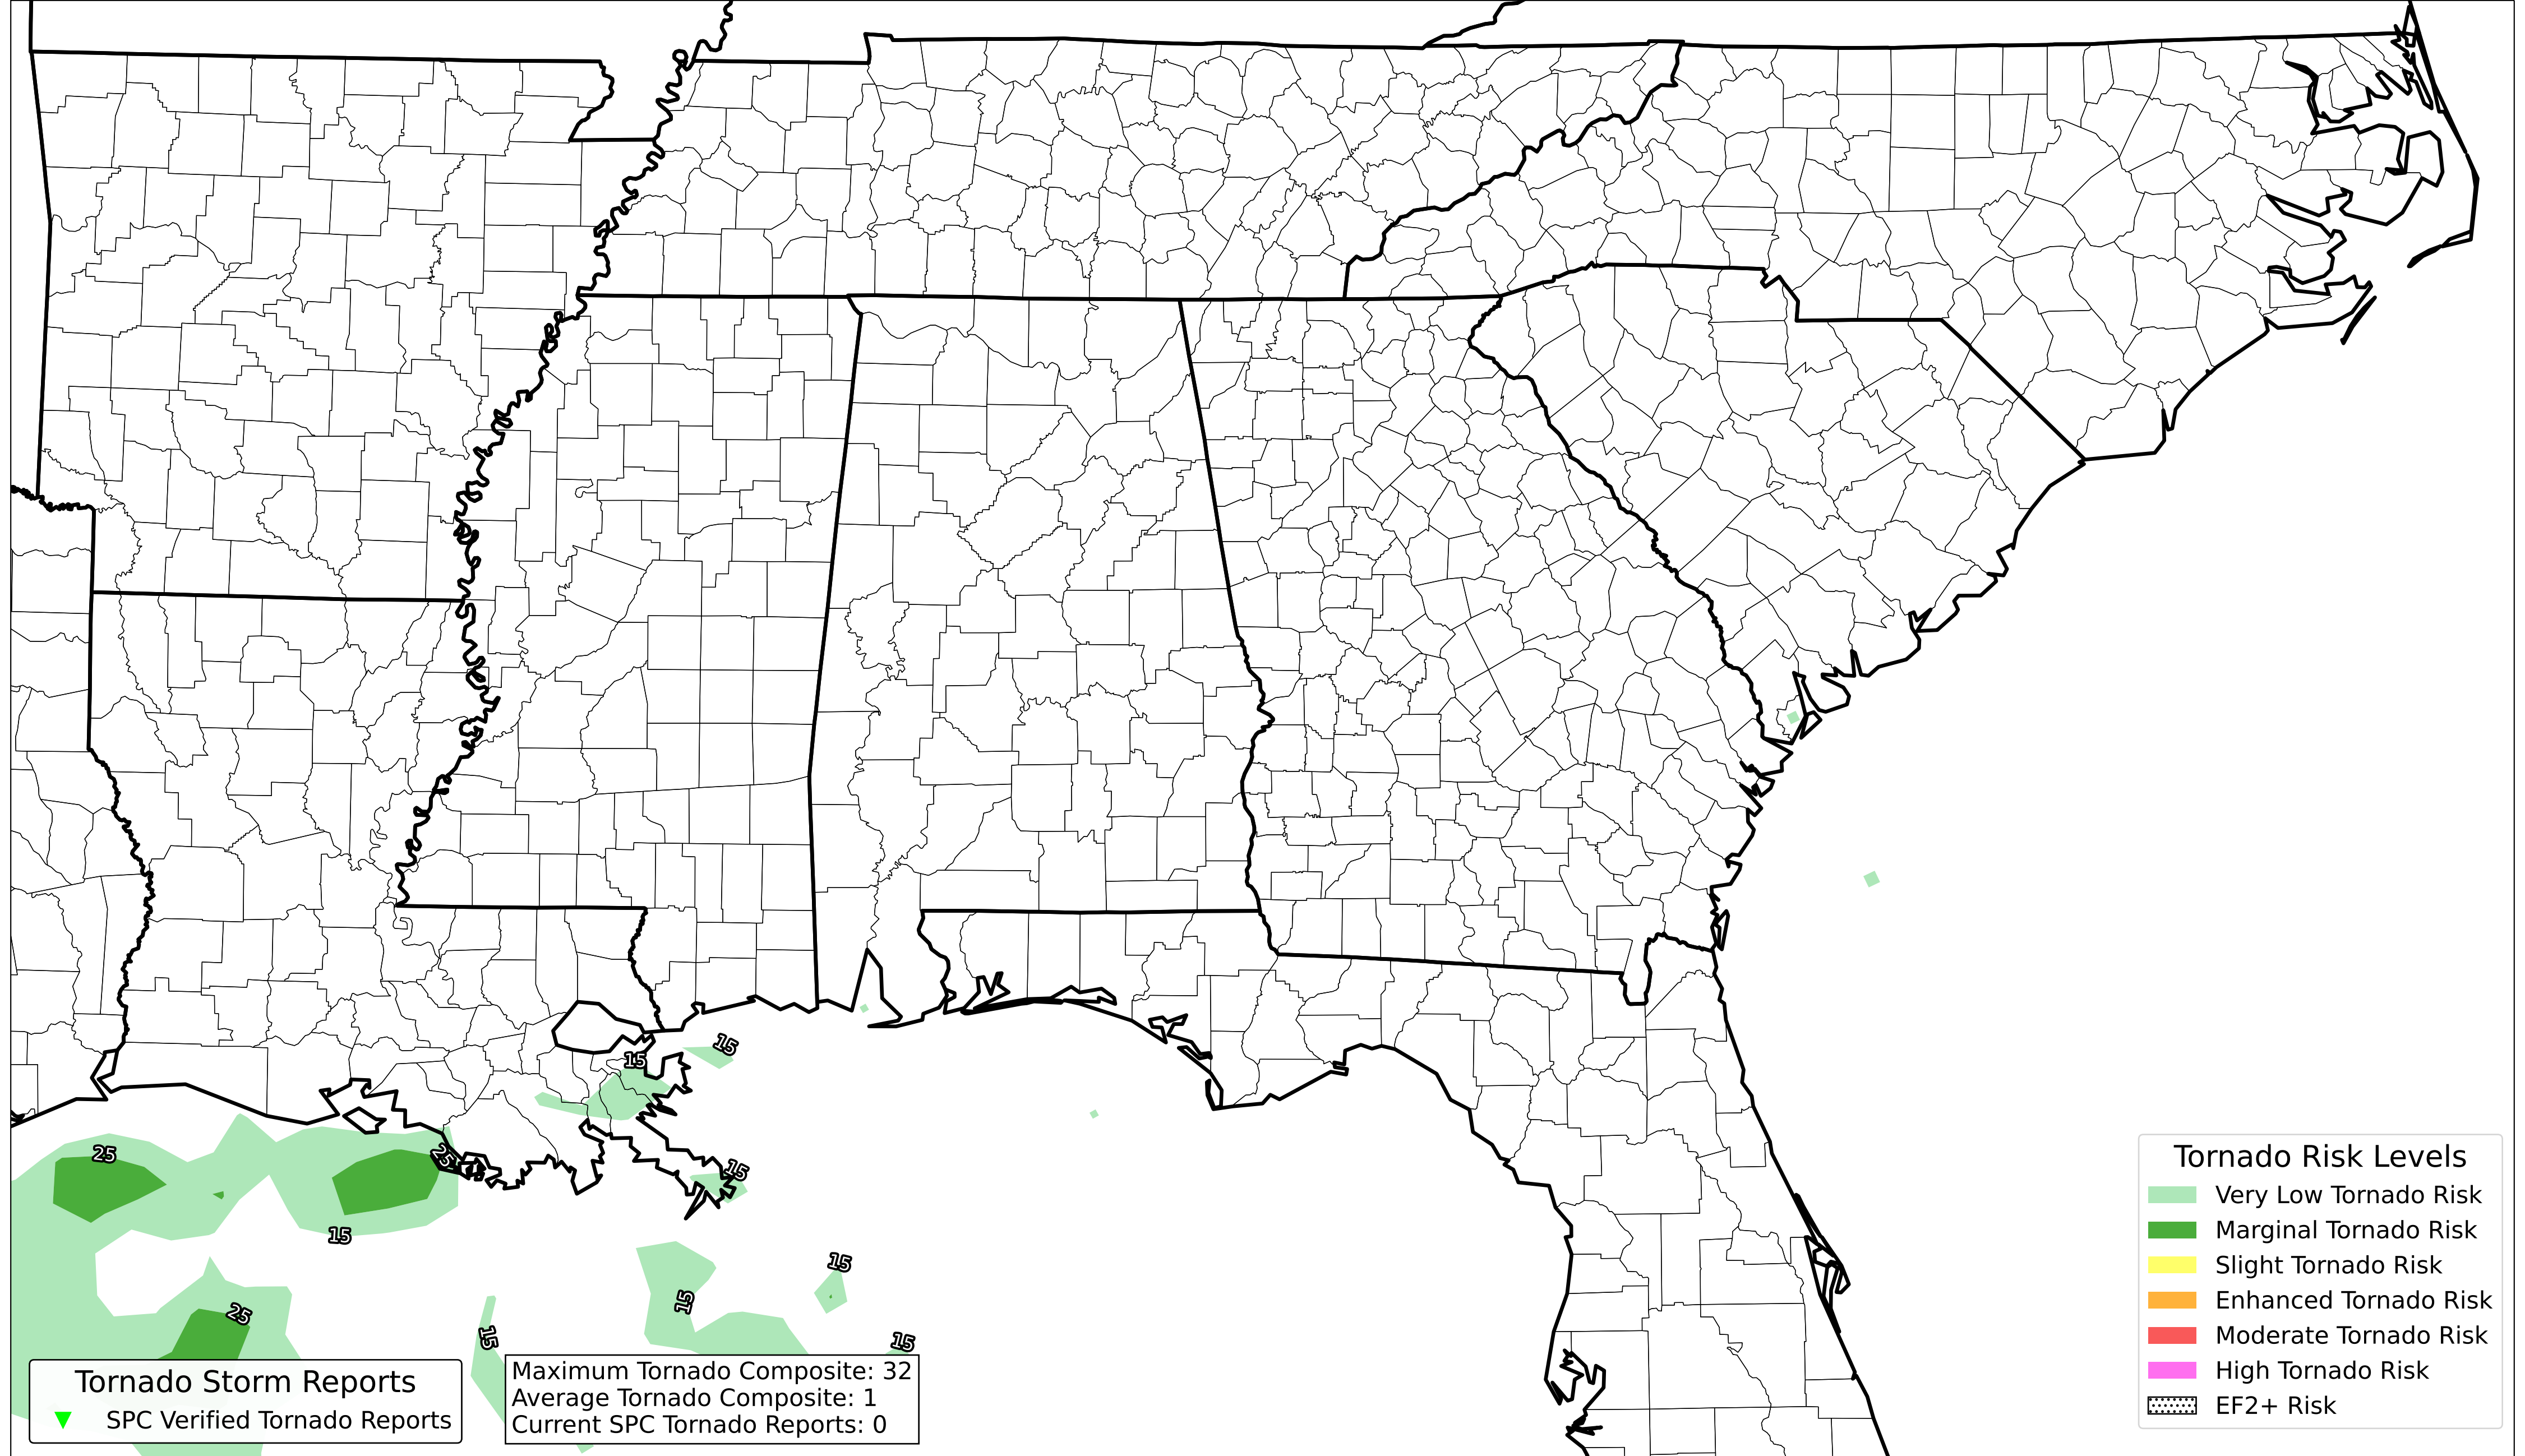 15
15
25
25
15
15
15
25
15
15
15
Tornado Storm Reports
SPC Verified Tornado Reports
Maximum Tornado Composite: 32
Average Tornado Composite: 1
Current SPC Tornado Reports: 0
Tornado Risk Levels
Very Low Tornado Risk
Marginal Tornado Risk
Slight Tornado Risk
Enhanced Tornado Risk
Moderate Tornado Risk
High Tornado Risk
EF2+ Risk